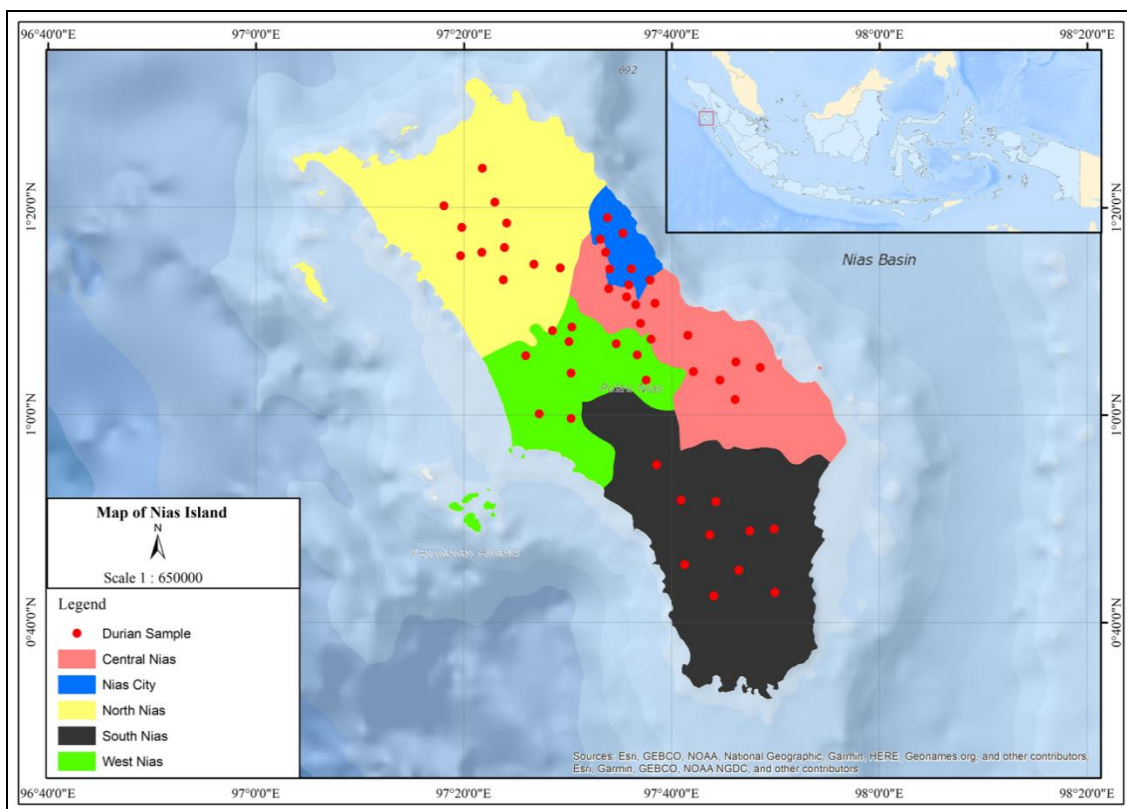 96°40'0"E 97°0'0"E 97°20'0"E 97°40'0"E 98°0'0"E 98°20'0"E
692
1°20'0"N 1°20'0"N
Nias Basin
Pulau Nias
1°0'0"N 1°0'0"N
Map of Nias Island
N
Scale 1 : 650000
0°40'0"N 0°40'0"N
Legend
Durian Sample
Central Nias
Nias City
North Nias
South Nias
West Nias
Sources: Esri, GEBCO, NOAA, National Geographic, Garmin, HERE, Geonames.org, and other contributors,
Esri, Garmin, GEBCO, NOAA NGDC, and other contributors
96°40'0"E 97°0'0"E 97°20'0"E 97°40'0"E 98°0'0"E 98°20'0"E